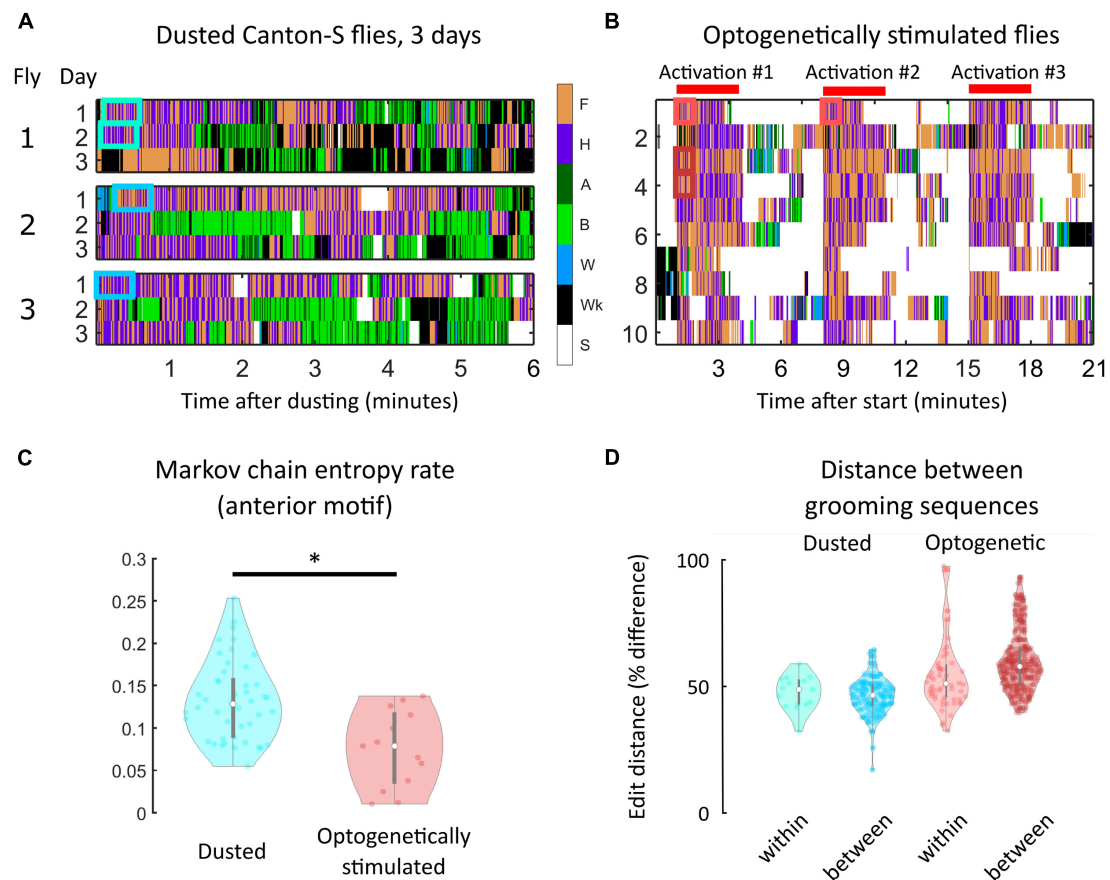 A
Dusted Canton-S flies, 3 days
Fly Day
1
1
2
3
2
1
2
3
3
1
2
3
1 2 3 4 5 6
Time after dusting (minutes)
F
H
A
B
W
Wk
S
B
Optogenetically stimulated flies
Activation #1 Activation #2 Activation #3
2
4
6
8
10
3 6 9 12 15 18 21
Time after start (minutes)
C
Markov chain entropy rate
(anterior motif)
*
0.3
0.25
0.2
0.15
0.1
0.05
0
Dusted
Optogenetically
stimulated
D
Distance between
grooming sequences
Dusted Optogenetic
Edit distance (% difference)
100
50
0
within
between
within
between